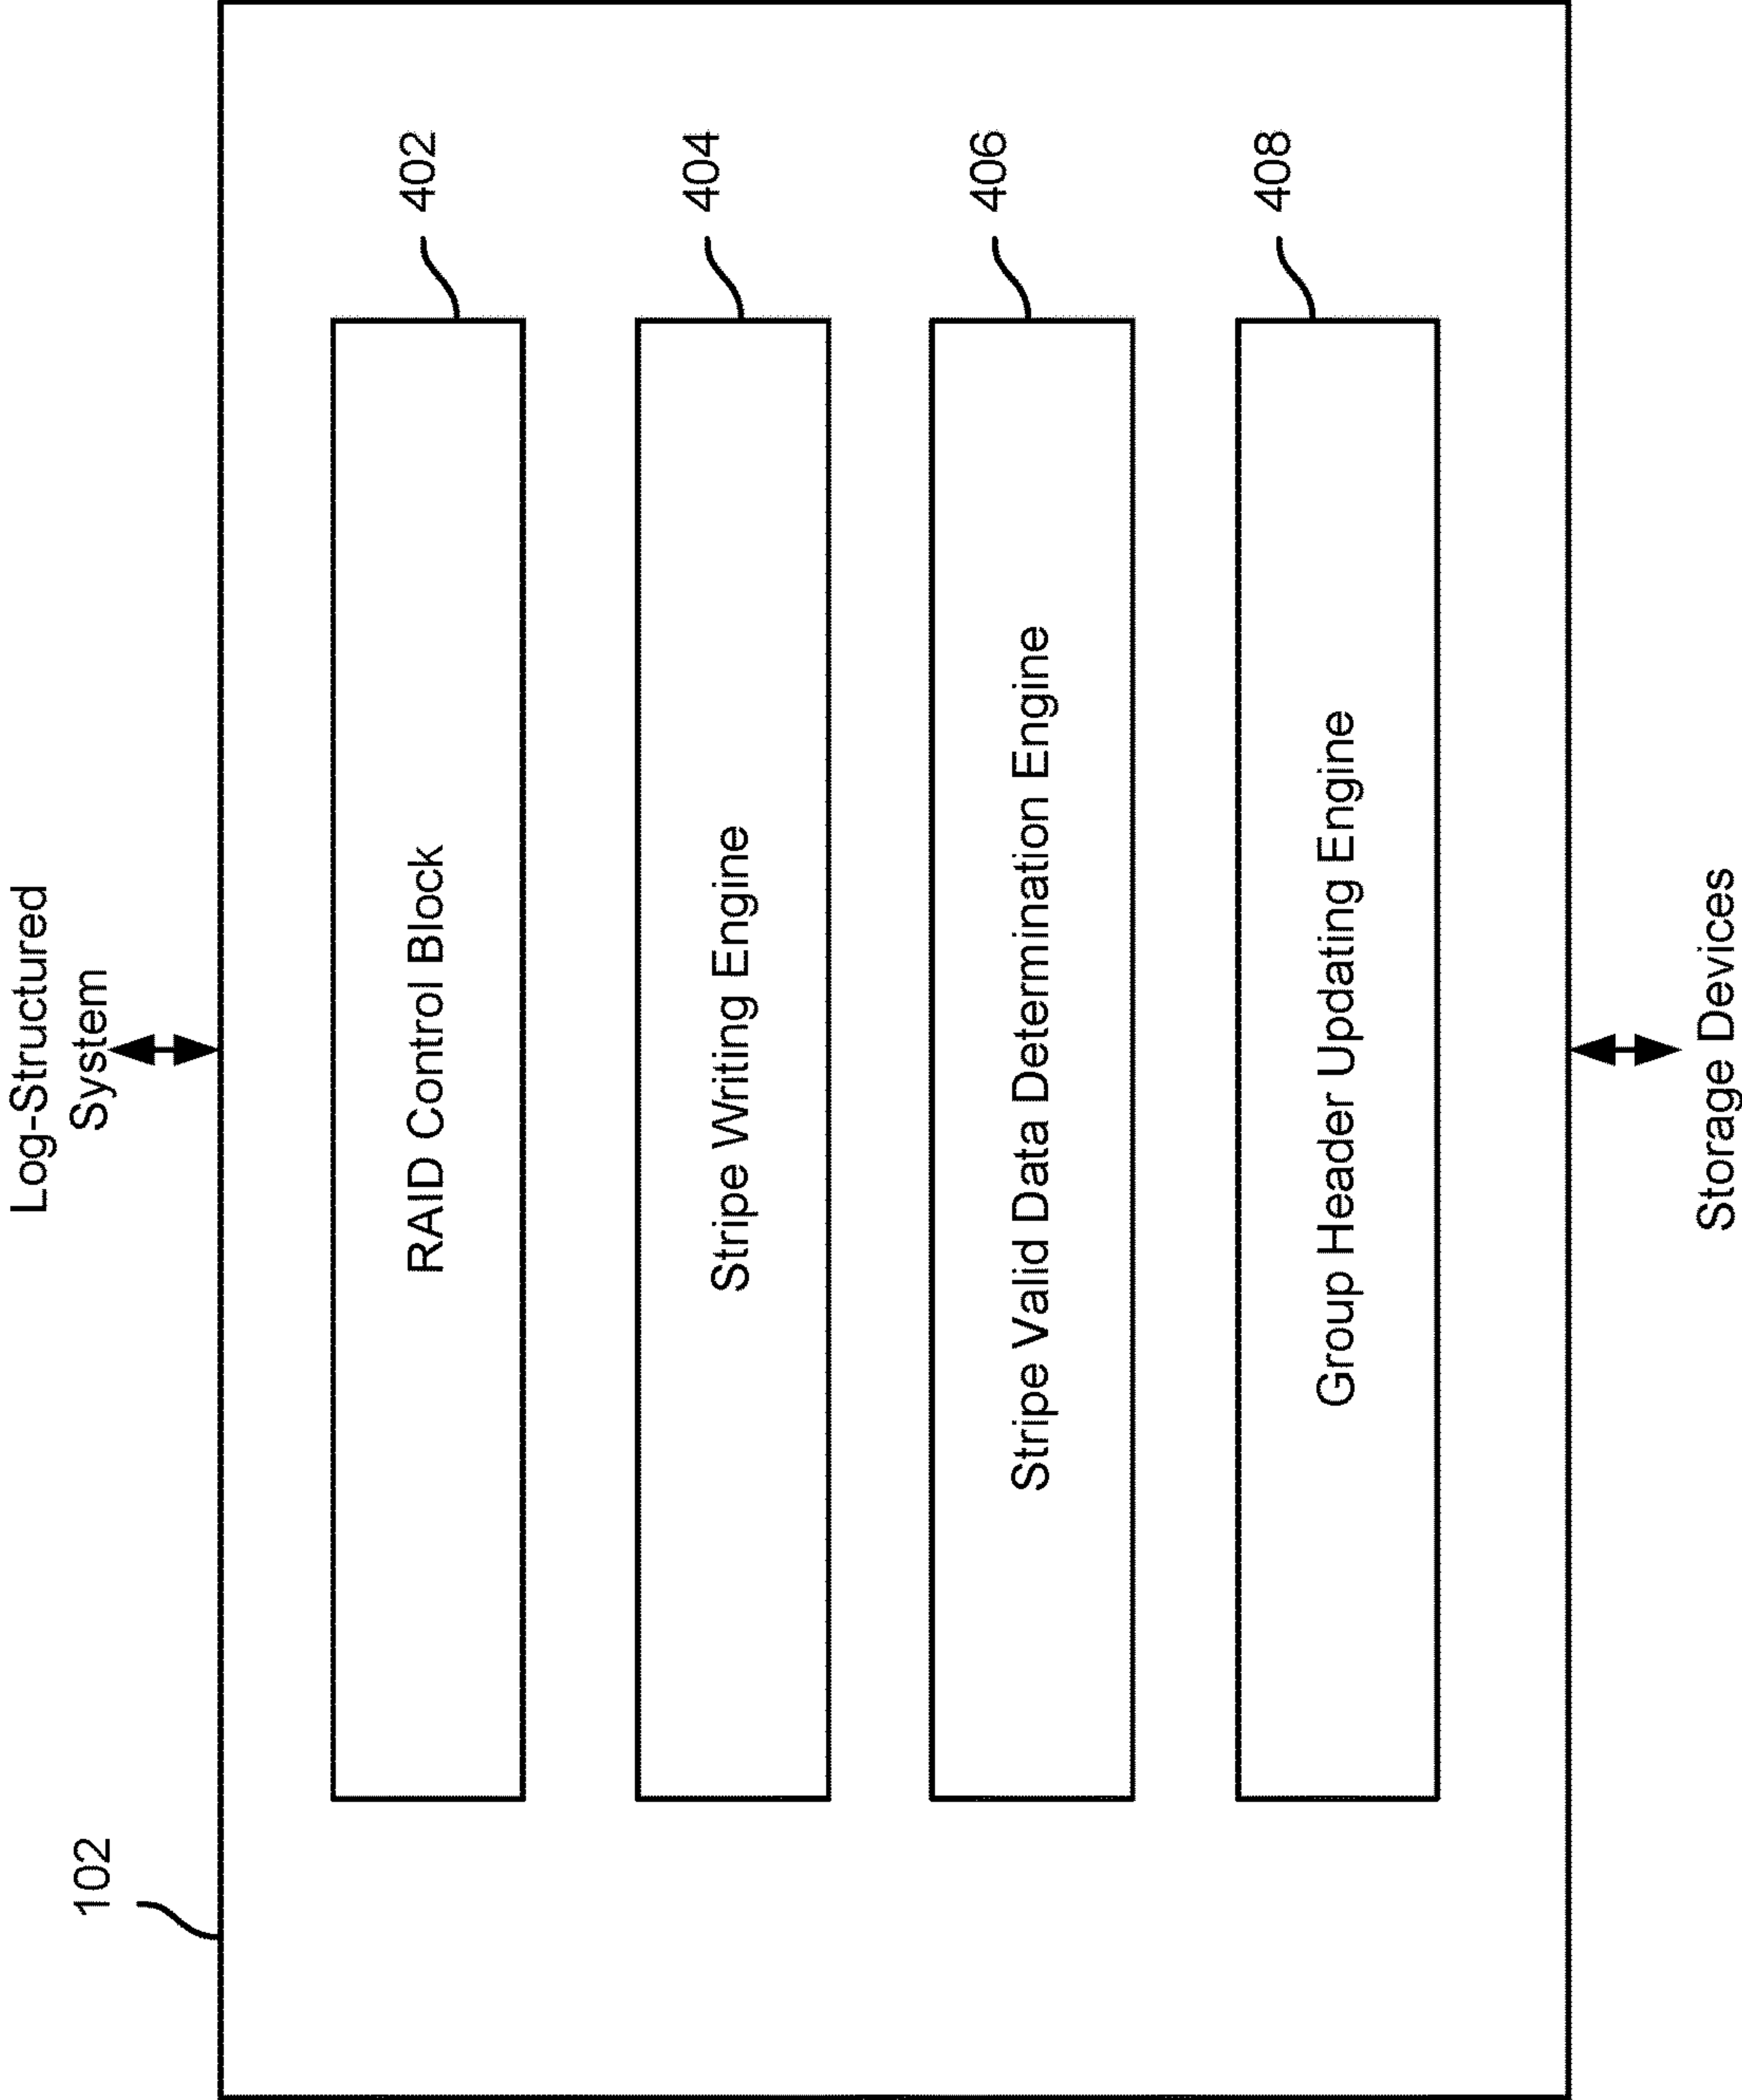 Log-Structured
System
102
RAID Control Block
402
Stripe Writing Engine
404
Stripe Valid Data Determination Engine
406
Group Header Updating Engine
408
Storage Devices